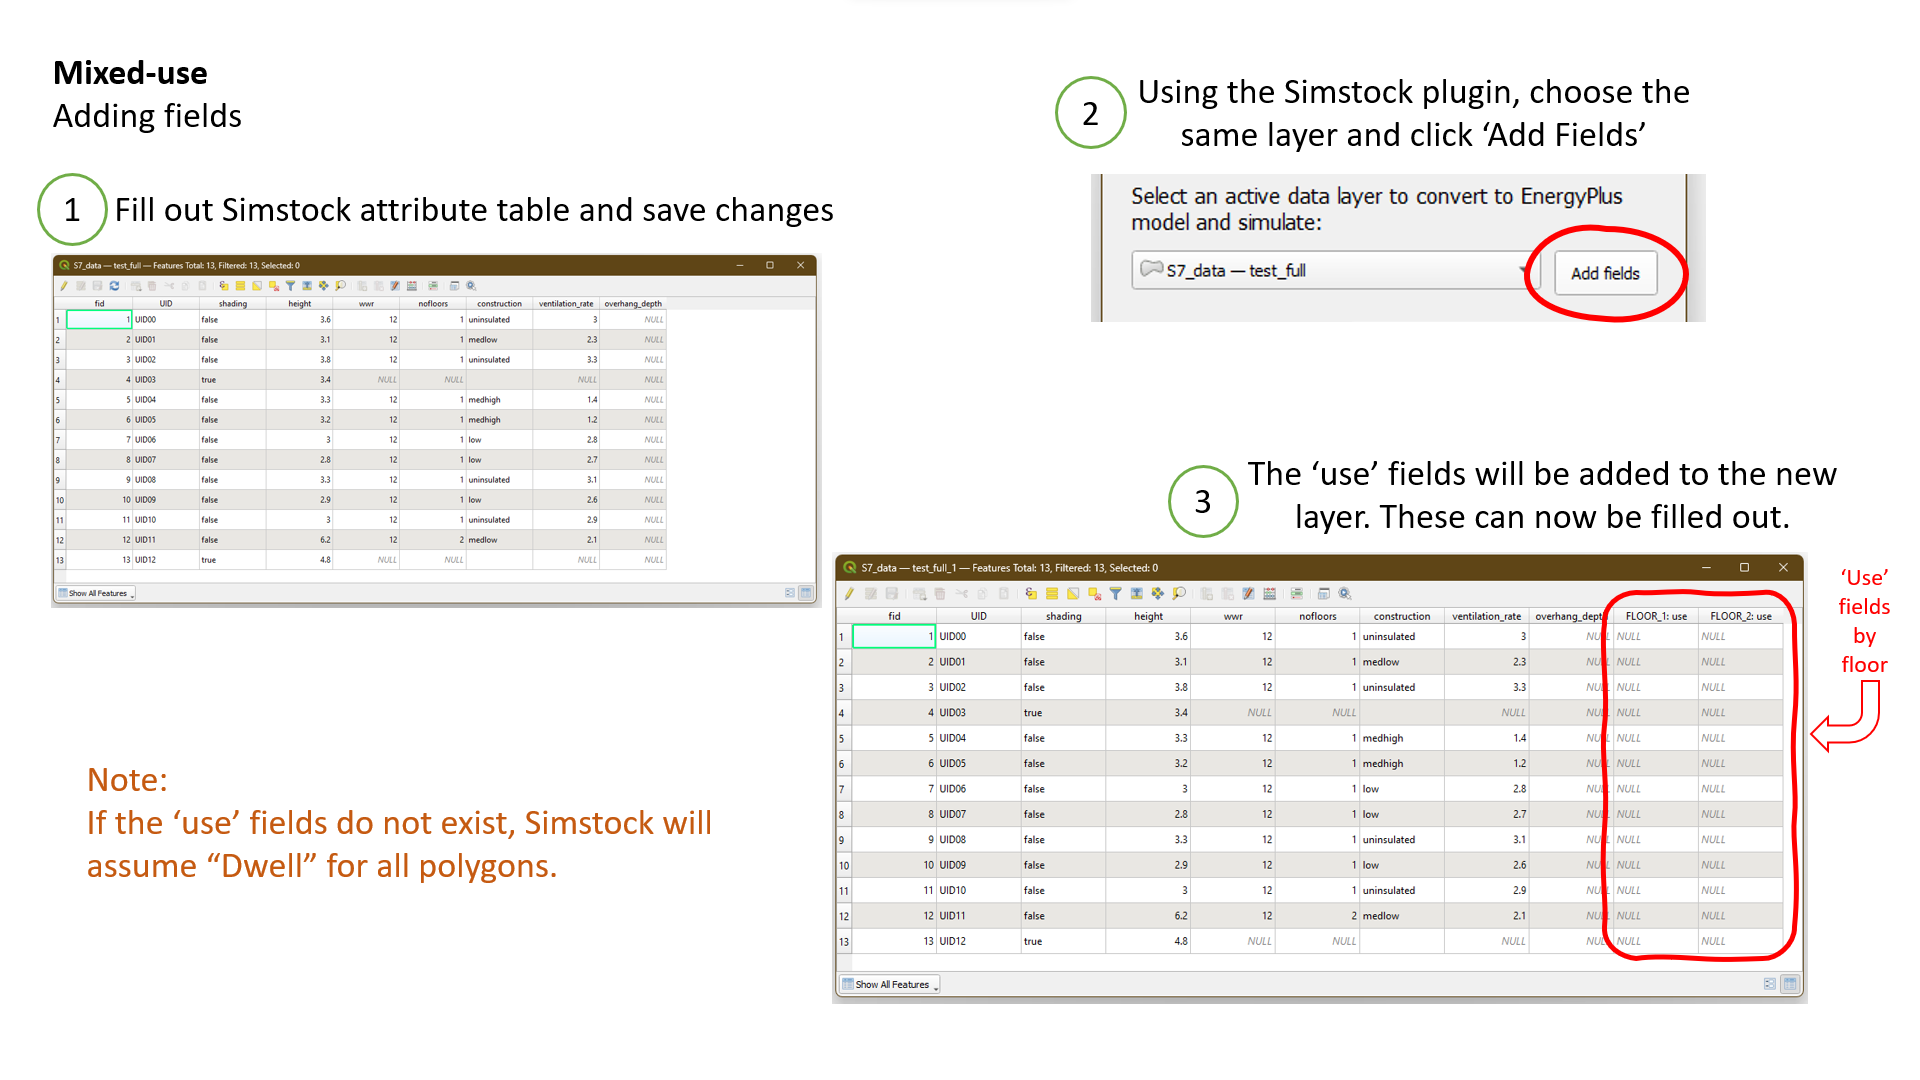 Mixed-use
Adding fields
1
Fill out Simstock attribute table and save changes
S7_data — test_full — Features Total: 13, Filtered: 13, Selected: 0
fid UID shading height wwr nofloors construction ventilation_rate overhang_depth
1 1 UID00 false 3.6 12 1 uninsulated 3 NULL
2 2 UID01 false 3.1 12 1 medlow 2.3 NULL
3 3 UID02 false 3.8 12 1 uninsulated 3.3 NULL
4 4 UID03 true 3.4 NULL NULL NULL NULL
5 5 UID04 false 3.3 12 1 medhigh 1.4 NULL
6 6 UID05 false 3.2 12 1 medhigh 1.2 NULL
7 7 UID06 false 3 12 1 low 2.8 NULL
8 8 UID07 false 2.8 12 1 low 2.7 NULL
9 9 UID08 false 3.3 12 1 uninsulated 3.1 NULL
10 10 UID09 false 2.9 12 1 low 2.6 NULL
11 11 UID10 false 3 12 1 uninsulated 2.9 NULL
12 12 UID11 false 6.2 12 2 medlow 2.1 NULL
13 13 UID12 true 4.8 NULL NULL NULL NULL
Show All Features
2
Using the Simstock plugin, choose the
same layer and click ‘Add Fields’
Select an active data layer to convert to EnergyPlus
model and simulate:
S7_data — test_full
Add fields
3
The ‘use’ fields will be added to the new
layer. These can now be filled out.
S7_data — test_full_1 — Features Total: 13, Filtered: 13, Selected: 0
fid UID shading height wwr nofloors construction ventilation_rate overhang_depth FLOOR_1: use FLOOR_2: use
1 1 UID00 false 3.6 12 1 uninsulated 3 NULL NULL NULL
2 2 UID01 false 3.1 12 1 medlow 2.3 NULL NULL NULL
3 3 UID02 false 3.8 12 1 uninsulated 3.3 NULL NULL NULL
4 4 UID03 true 3.4 NULL NULL NULL NULL NULL NULL
5 5 UID04 false 3.3 12 1 medhigh 1.4 NULL NULL NULL
6 6 UID05 false 3.2 12 1 medhigh 1.2 NULL NULL NULL
7 7 UID06 false 3 12 1 low 2.8 NULL NULL NULL
8 8 UID07 false 2.8 12 1 low 2.7 NULL NULL NULL
9 9 UID08 false 3.3 12 1 uninsulated 3.1 NULL NULL NULL
10 10 UID09 false 2.9 12 1 low 2.6 NULL NULL NULL
11 11 UID10 false 3 12 1 uninsulated 2.9 NULL NULL NULL
12 12 UID11 false 6.2 12 2 medlow 2.1 NULL NULL NULL
13 13 UID12 true 4.8 NULL NULL NULL NULL NULL NULL
Show All Features
‘Use’
fields
by
floor
Note:
If the ‘use’ fields do not exist, Simstock will
assume “Dwell” for all polygons.